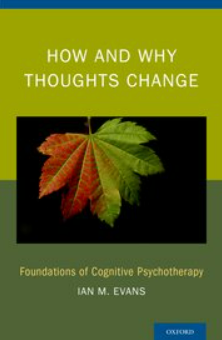 HOW AND WHY
THOUGHTS CHANGE
Foundations of Cognitive Psychotherapy
IAN M. EVANS
OXFORD